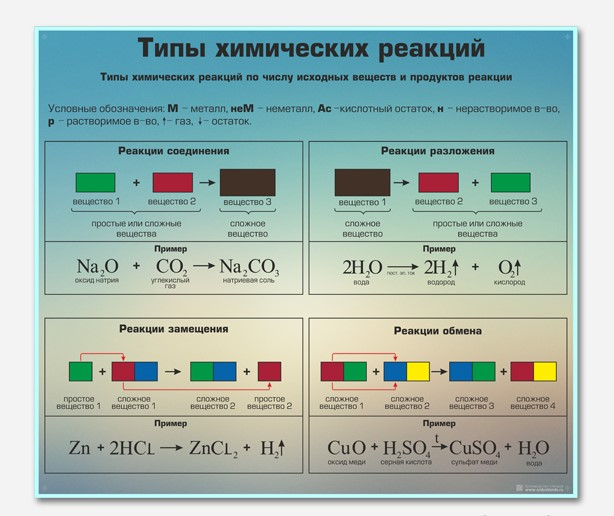 Типы химических реакций
Типы химических реакций по числу исходных веществ и продуктов реакции
Условные обозначения: М – металл, неМ – неметалл, Ас –кислотный остаток, н – нерастворимое в–во,
р – растворимое в–во, ↑– газ, ↓– остаток.
Реакции соединения
+ →
вещество 1 вещество 2 вещество 3
простые или сложные вещества
сложное вещество
Пример
Na₂O + CO₂ → Na₂CO₃
оксид натрия углекислый газ натриевая соль
Реакции разложения
→ +
вещество 1 вещество 2 вещество 3
сложное вещество
простые или сложные вещества
Пример
2H₂O → 2H₂↑ + O₂↑
пост. эл. ток
вода водород кислород
Реакции замещения
+ → +
простое вещество 1 сложное вещество 1 сложное вещество 2 простое вещество 2
Пример
Zn + 2HCL → ZnCL₂ + H₂↑
Реакции обмена
+ → +
сложное вещество 1 сложное вещество 2 сложное вещество 3 сложное вещество 4
Пример
t
CuO + H₂SO₄ → CuSO₄ + H₂O
оксид меди серная кислота сульфат меди вода